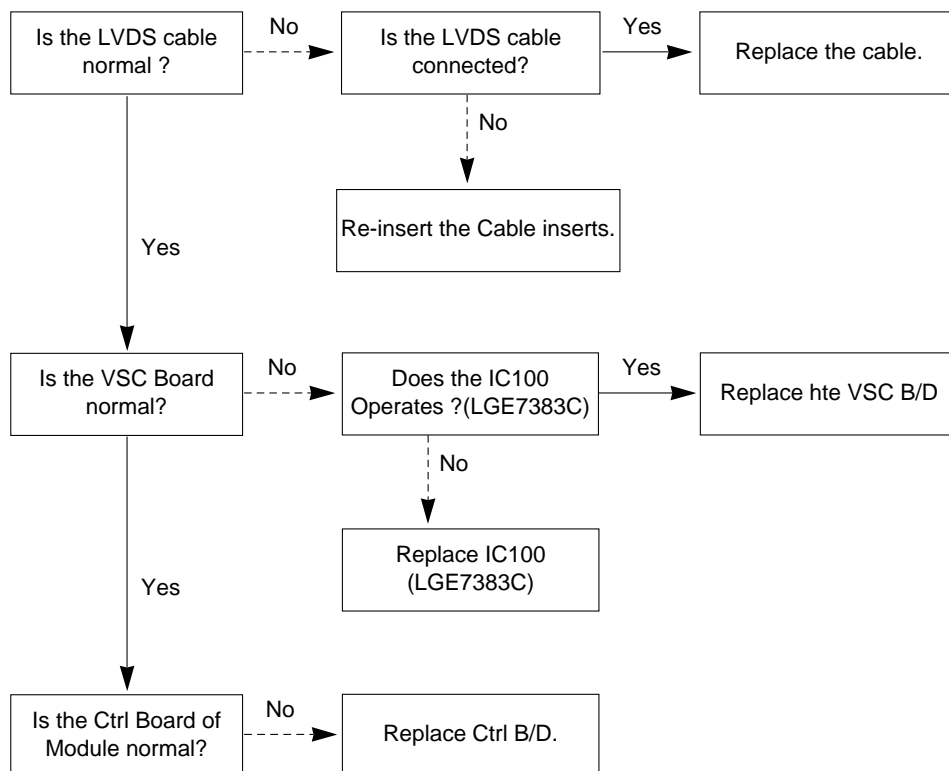 Is the LVDS cable
normal ?
No
Is the LVDS cable
connected?
Yes
Replace the cable.
No
Re-insert the Cable inserts.
Yes
Is the VSC Board
normal?
No
Does the IC100
Operates ?(LGE7383C)
Yes
Replace hte VSC B/D
No
Replace IC100
(LGE7383C)
Yes
Is the Ctrl Board of
Module normal?
No
Replace Ctrl B/D.